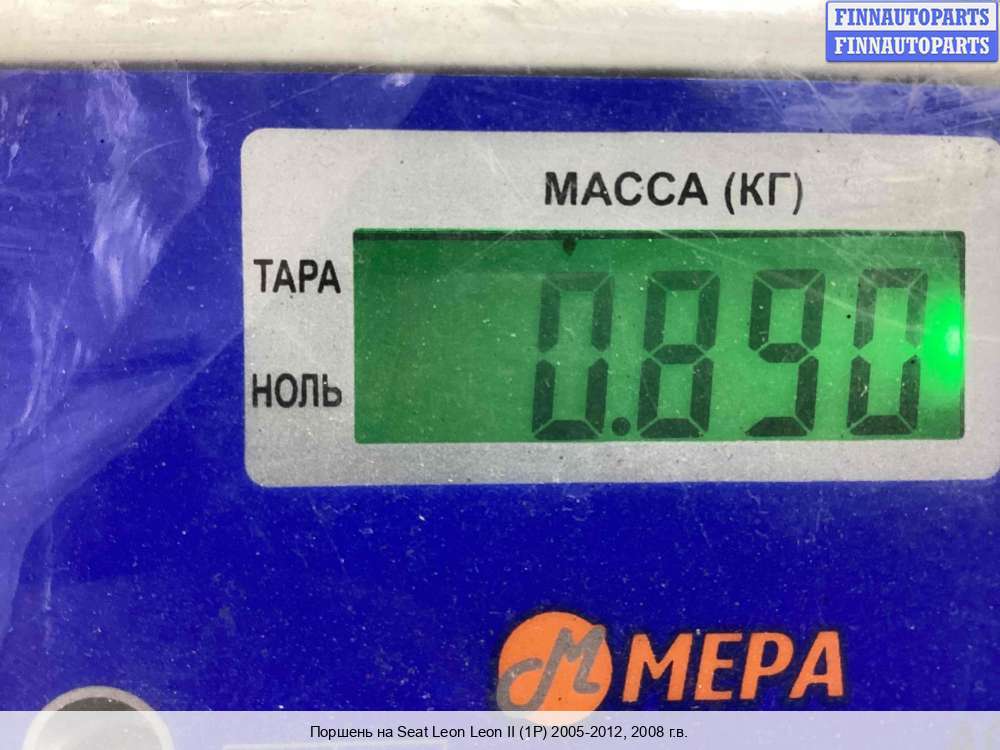 FINNAUTOPARTS
FINNAUTOPARTS
МАССА (КГ)
ТАРА
0.890
НОЛЬ
М МЕРА
Поршень на Seat Leon Leon II (1P) 2005-2012, 2008 г.в.